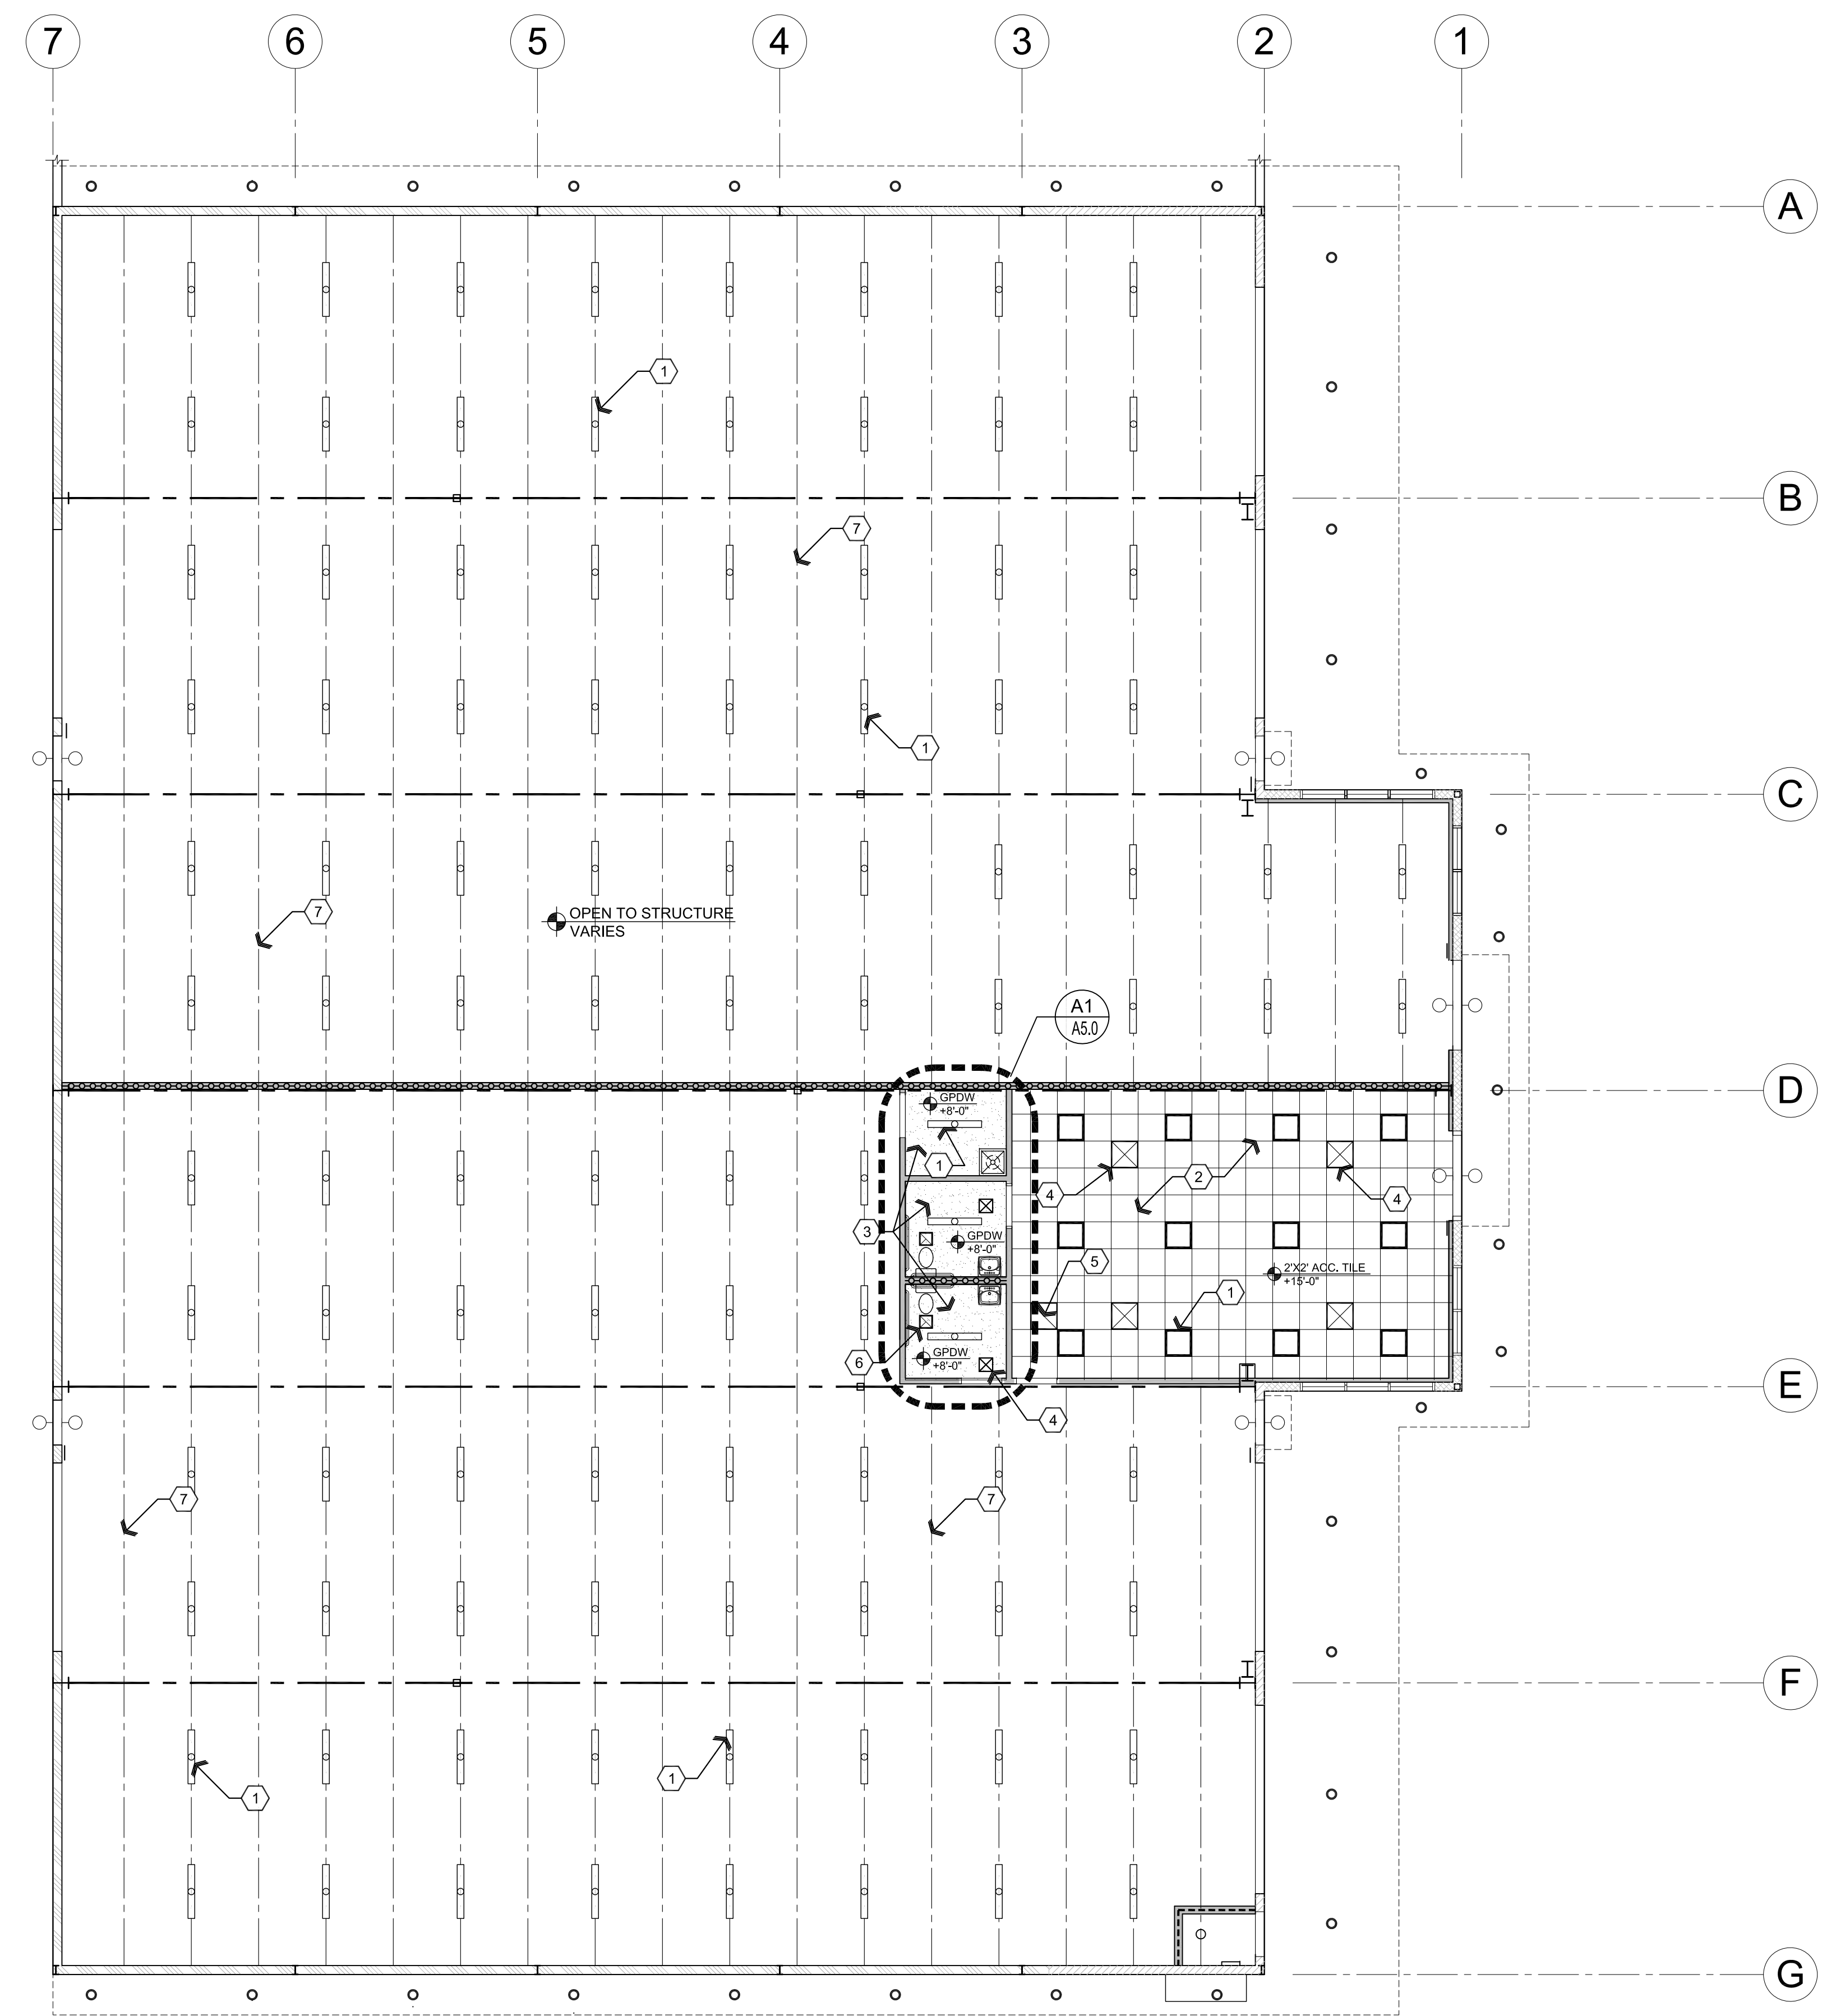 7 6 5 4 3 2 1
A
1
B
7
1
C
7
OPEN TO STRUCTURE
VARIES
A1
A5.0
D
GPDW
+8'-0"
1
4
2
4
3
GPDW
+8'-0"
5
2'X2' ACC. TILE
+15'-0"
1
GPDW
+8'-0"
6
E
4
7
7
F
1
1
G